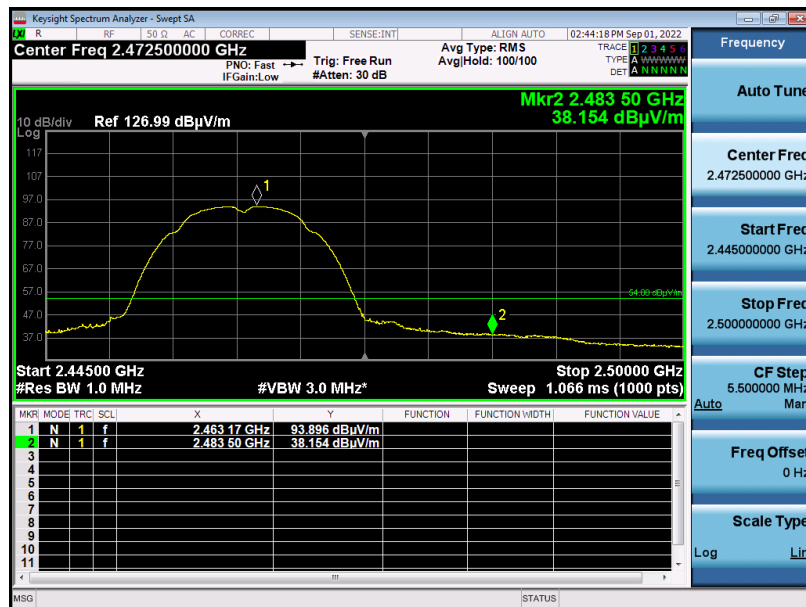 Keysight Spectrum Analyzer - Swept SA
LXI R RF 50 Ω AC CORREC SENSE:INT ALIGN AUTO 02:44:18 PM Sep 01, 2022
Center Freq 2.472500000 GHz
PNO: Fast
IFGain:Low
Trig: Free Run
#Atten: 30 dB
Avg Type: RMS
Avg|Hold: 100/100
TRACE 1 2 3 4 5 6
TYPE A WWWWW
DET A N N N N N
Mkr2 2.483 50 GHz
38.154 dBµV/m
10 dB/div Ref 126.99 dBµV/m
Log
117
107
97.0
87.0
77.0
67.0
57.0
47.0
37.0
1
54.00 dBµV/m
2
Start 2.44500 GHz Stop 2.50000 GHz
#Res BW 1.0 MHz #VBW 3.0 MHz* Sweep 1.066 ms (1000 pts)
MKR MODE TRC SCL X Y FUNCTION FUNCTION WIDTH FUNCTION VALUE
1 N 1 f 2.463 17 GHz 93.896 dBµV/m
2 N 1 f 2.483 50 GHz 38.154 dBµV/m
3
4
5
6
7
8
9
10
11
MSG STATUS
Frequency
Auto Tune
Center Freq
2.472500000 GHz
Start Freq
2.445000000 GHz
Stop Freq
2.500000000 GHz
CF Step
5.500000 MHz
Auto Man
Freq Offset
0 Hz
Scale Type
Log Lin